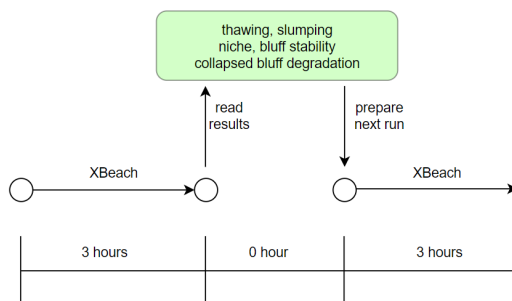 thawing, slumping
niche, bluff stability
collapsed bluff degradation
read
results
prepare
next run
XBeach
XBeach
3 hours
0 hour
3 hours